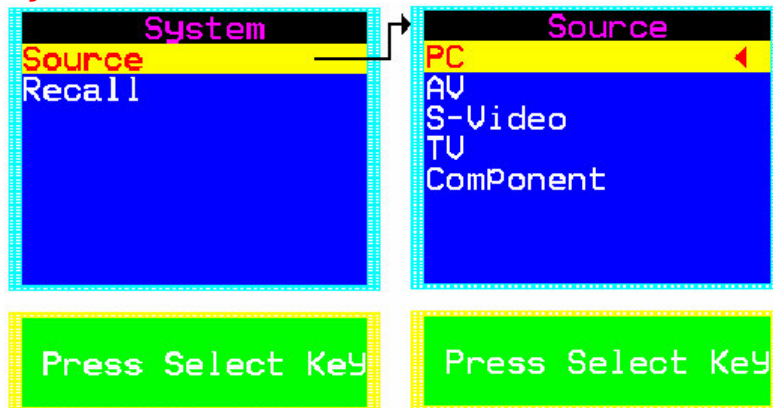 System
Source
Recall
Press Select Key
Source
PC
AV
S-Video
TV
ComPonent
Press Select Key